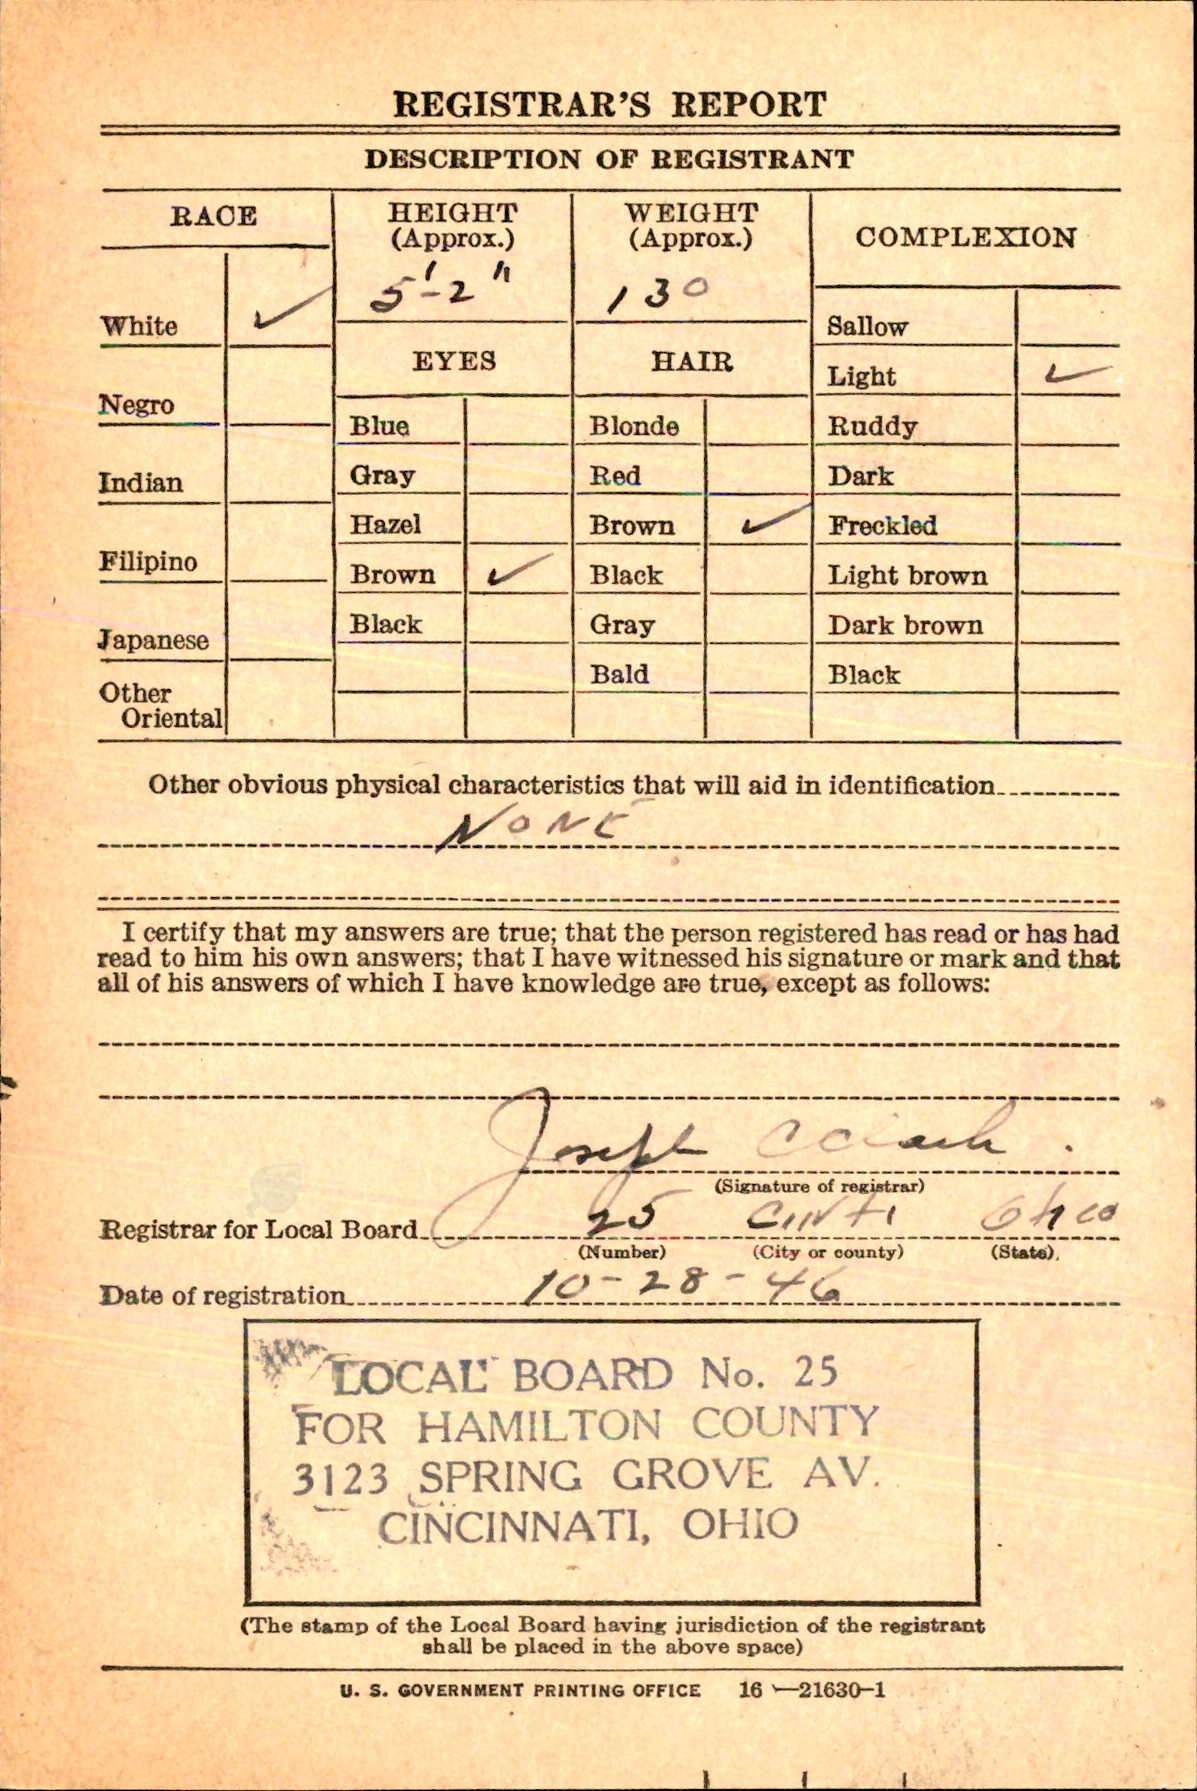 REGISTRAR'S REPORT
DESCRIPTION OF REGISTRANT
RACE
White ✓
Negro
Indian
Filipino
Japanese
Other
Oriental
HEIGHT
(Approx.)
5'-2"
EYES
Blue
Gray
Hazel
Brown ✓
Black
WEIGHT
(Approx.)
130
HAIR
Blonde
Red
Brown ✓
Black
Gray
Bald
COMPLEXION
Sallow
Light ✓
Ruddy
Dark
Freckled
Light brown
Dark brown
Black
Other obvious physical characteristics that will aid in identification
NONE
I certify that my answers are true; that the person registered has read or has had
read to him his own answers; that I have witnessed his signature or mark and that
all of his answers of which I have knowledge are true, except as follows:
Joseph C
(Signature of registrar)
Registrar for Local Board 25 CINTI Ohio
(Number) (City or county) (State)
Date of registration 10-28-46
LOCAL BOARD No. 25
FOR HAMILTON COUNTY
3123 SPRING GROVE AV.
CINCINNATI, OHIO
(The stamp of the Local Board having jurisdiction of the registrant
shall be placed in the above space)
U. S. GOVERNMENT PRINTING OFFICE 16—21630-1